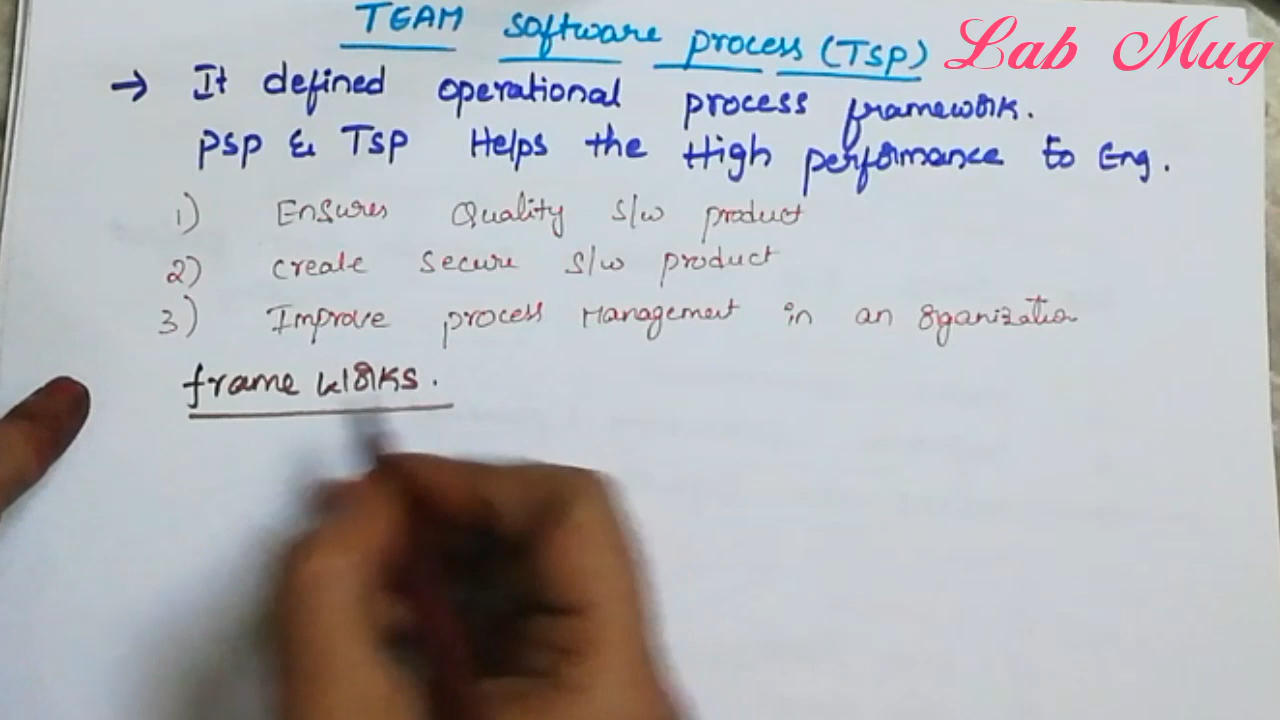 TEAM software process (TSP)
Lab Mug
→ It defined operational process framework.
PSP & TSP Helps the High performance to Eng.
1) Ensures Quality s/w product
2) create secure s/w product
3) Improve process Management in an organization
frame works.